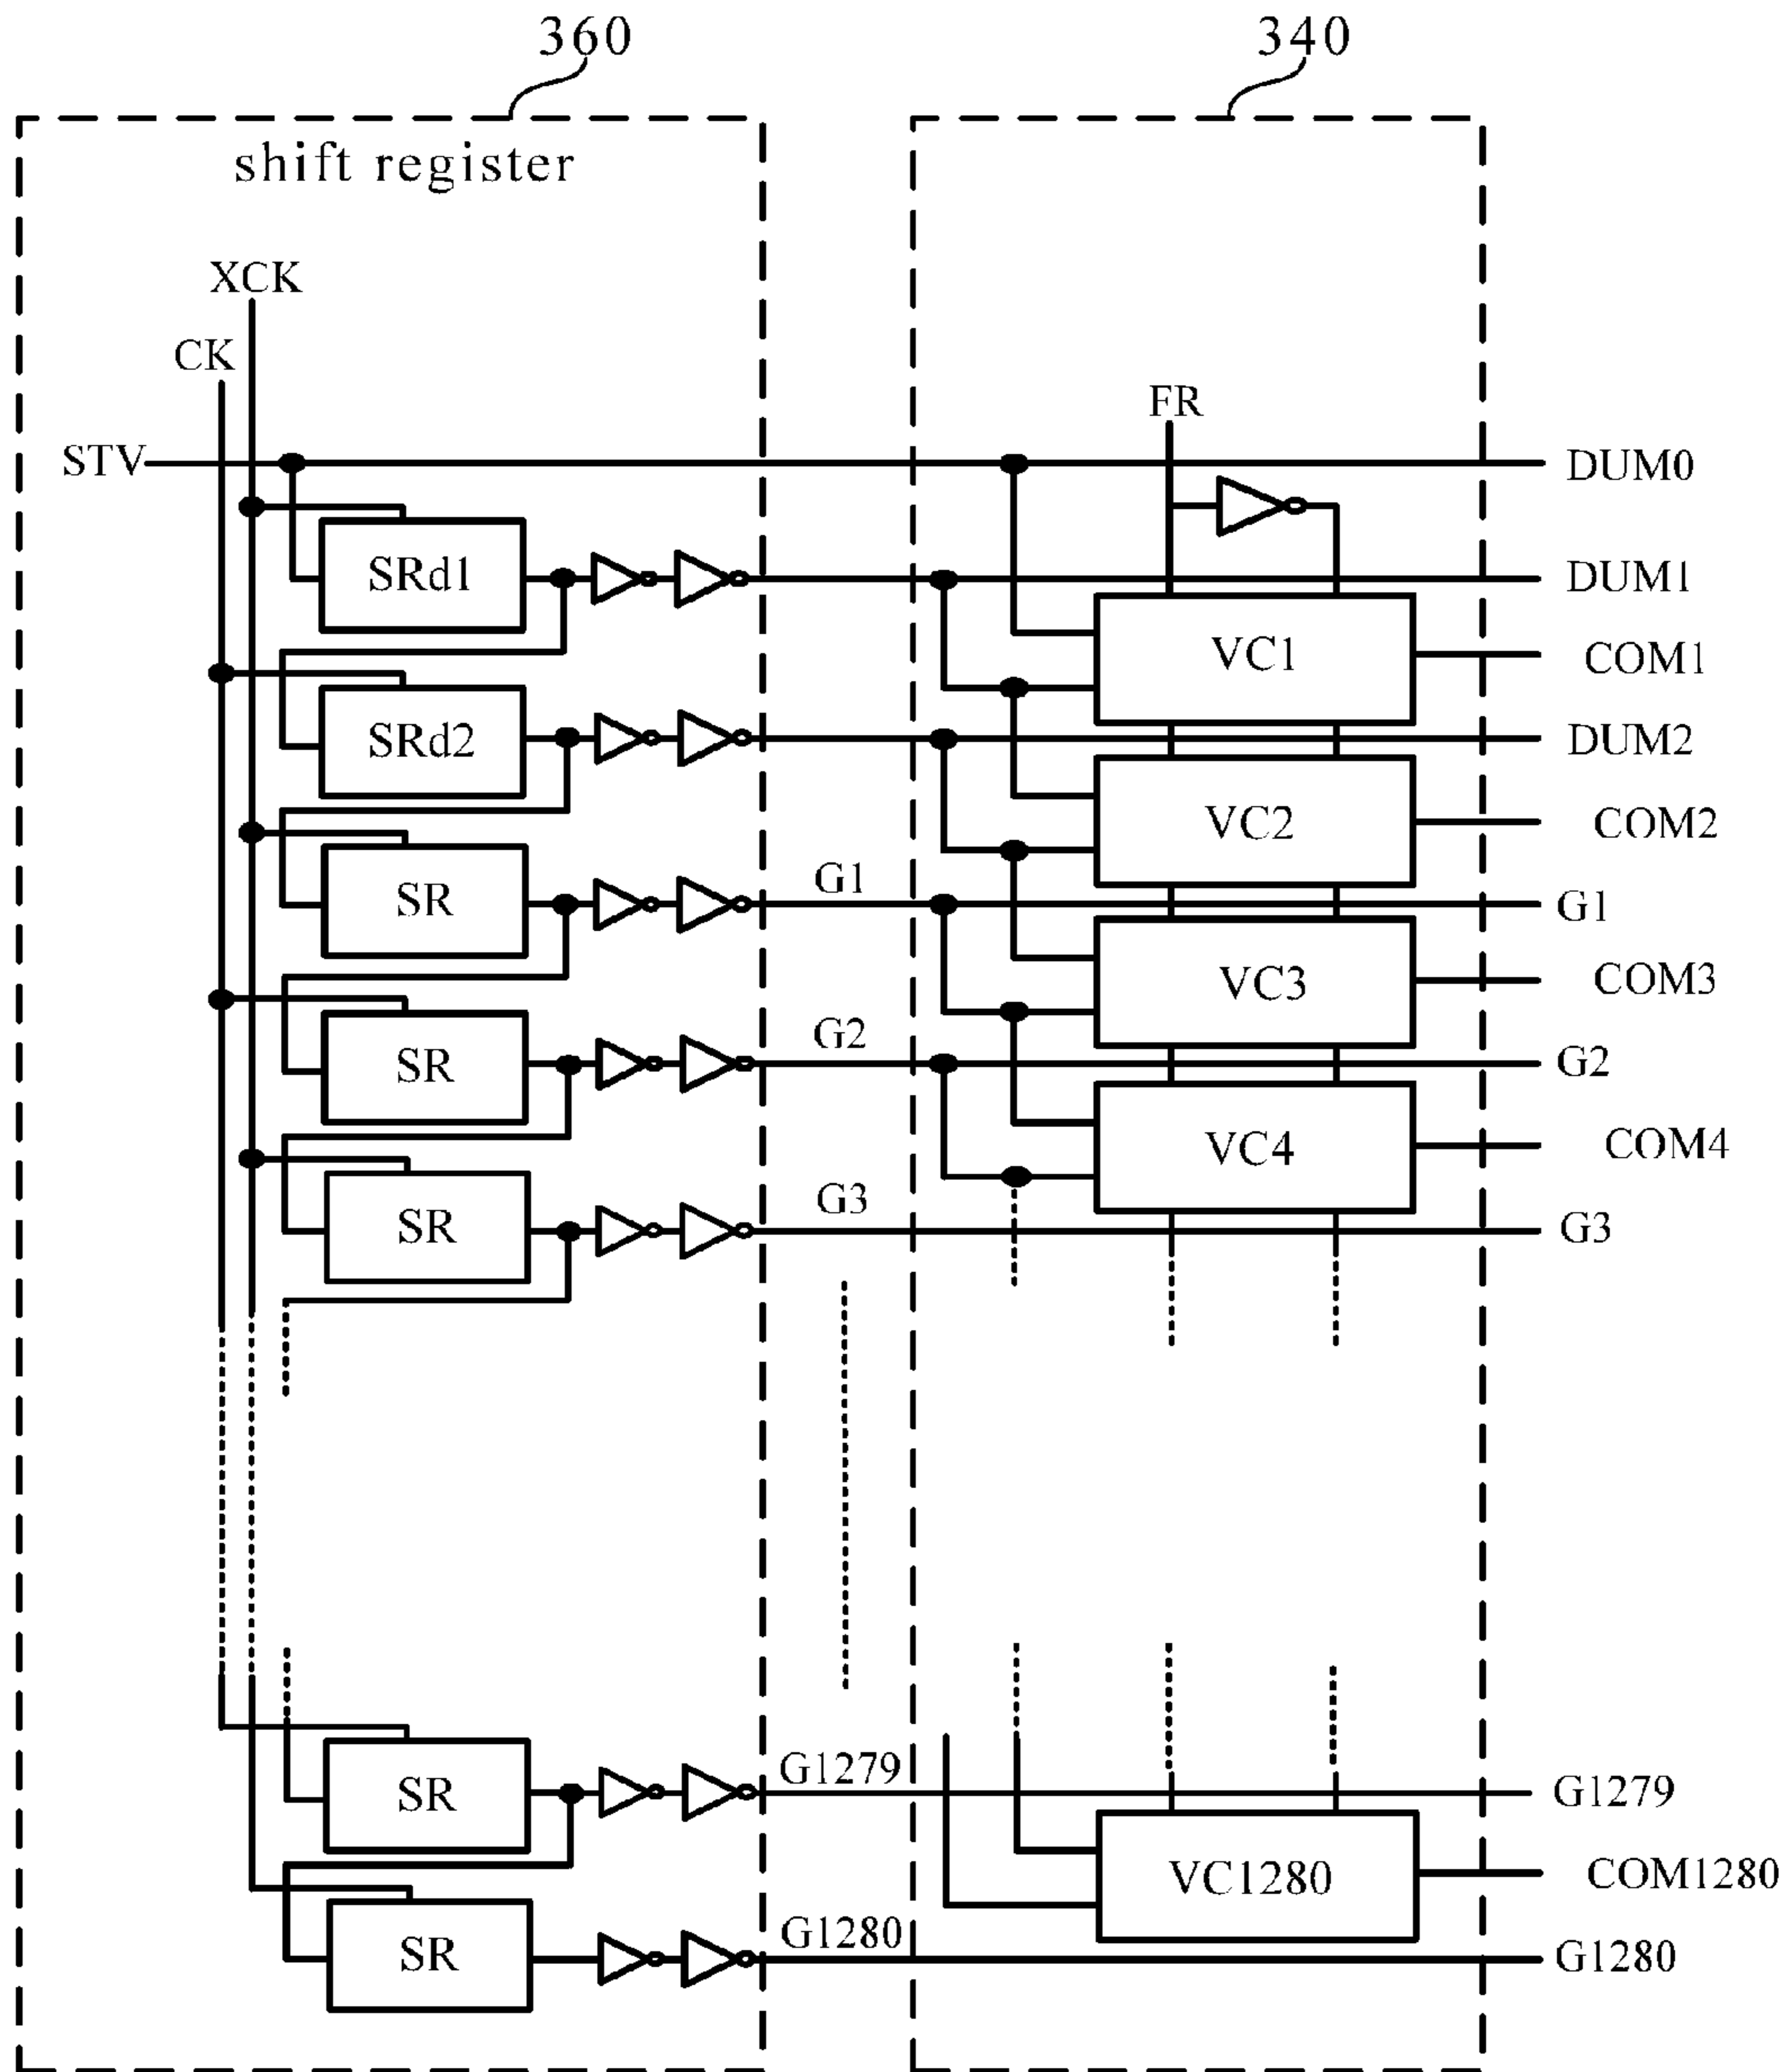 360
340
shift register
XCK
CK
FR
STV
DUM0
SRd1
DUM1
VC1
COM1
SRd2
DUM2
VC2
COM2
SR
G1
G1
VC3
COM3
SR
G2
G2
VC4
COM4
SR
G3
G3
SR
G1279
G1279
VC1280
COM1280
SR
G1280
G1280